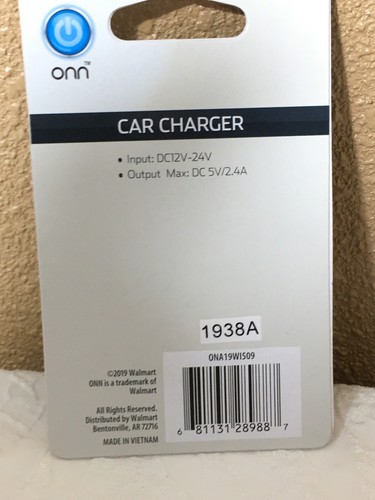 onn™
CAR CHARGER
• Input: DC12V-24V
• Output Max: DC 5V/2.4A
1938A
ONA19WI509
©2019 Walmart
ONN is a trademark of
Walmart
All Rights Reserved.
Distributed by Walmart
Bentonville, AR 72716
MADE IN VIETNAM
6 81131 28988 7